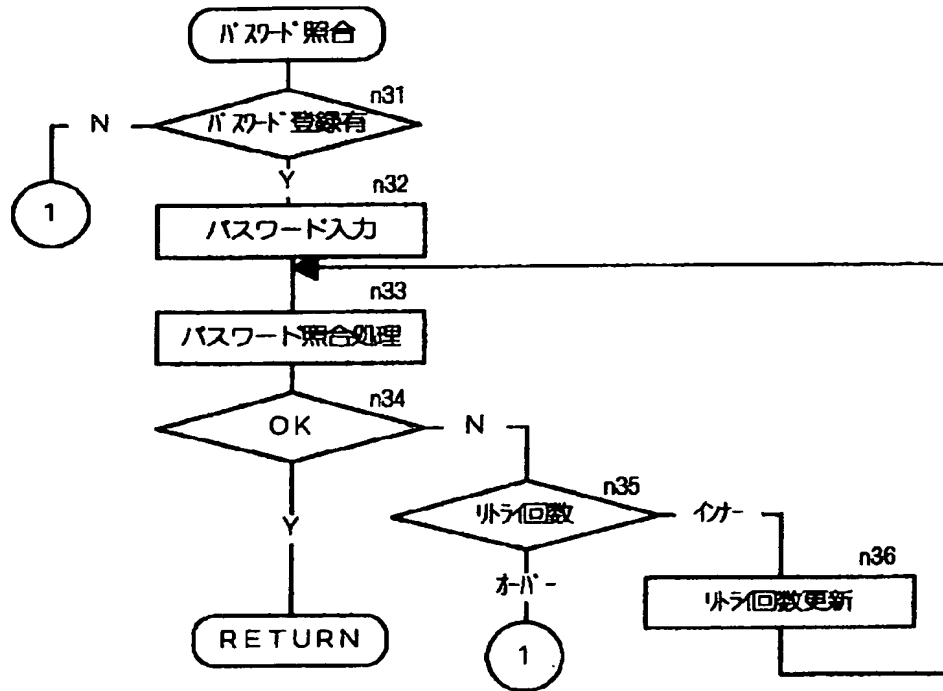 パスワード照合
n31
パスワード登録有
N
Y
1
n32
パスワード入力
n33
パスワード照合処理
n34
OK
N
Y
n35
リトライ回数
インナー
オーバー
n36
リトライ回数更新
RETURN
1